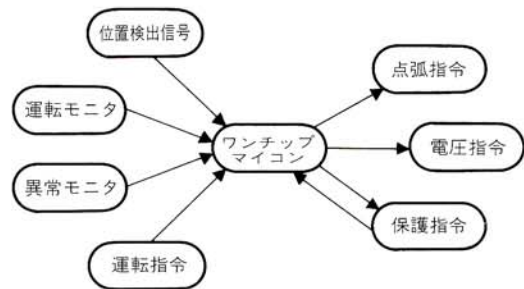 位置検出信号
点弧指令
運転モニタ
ワンチップ
マイコン
電圧指令
異常モニタ
保護指令
運転指令